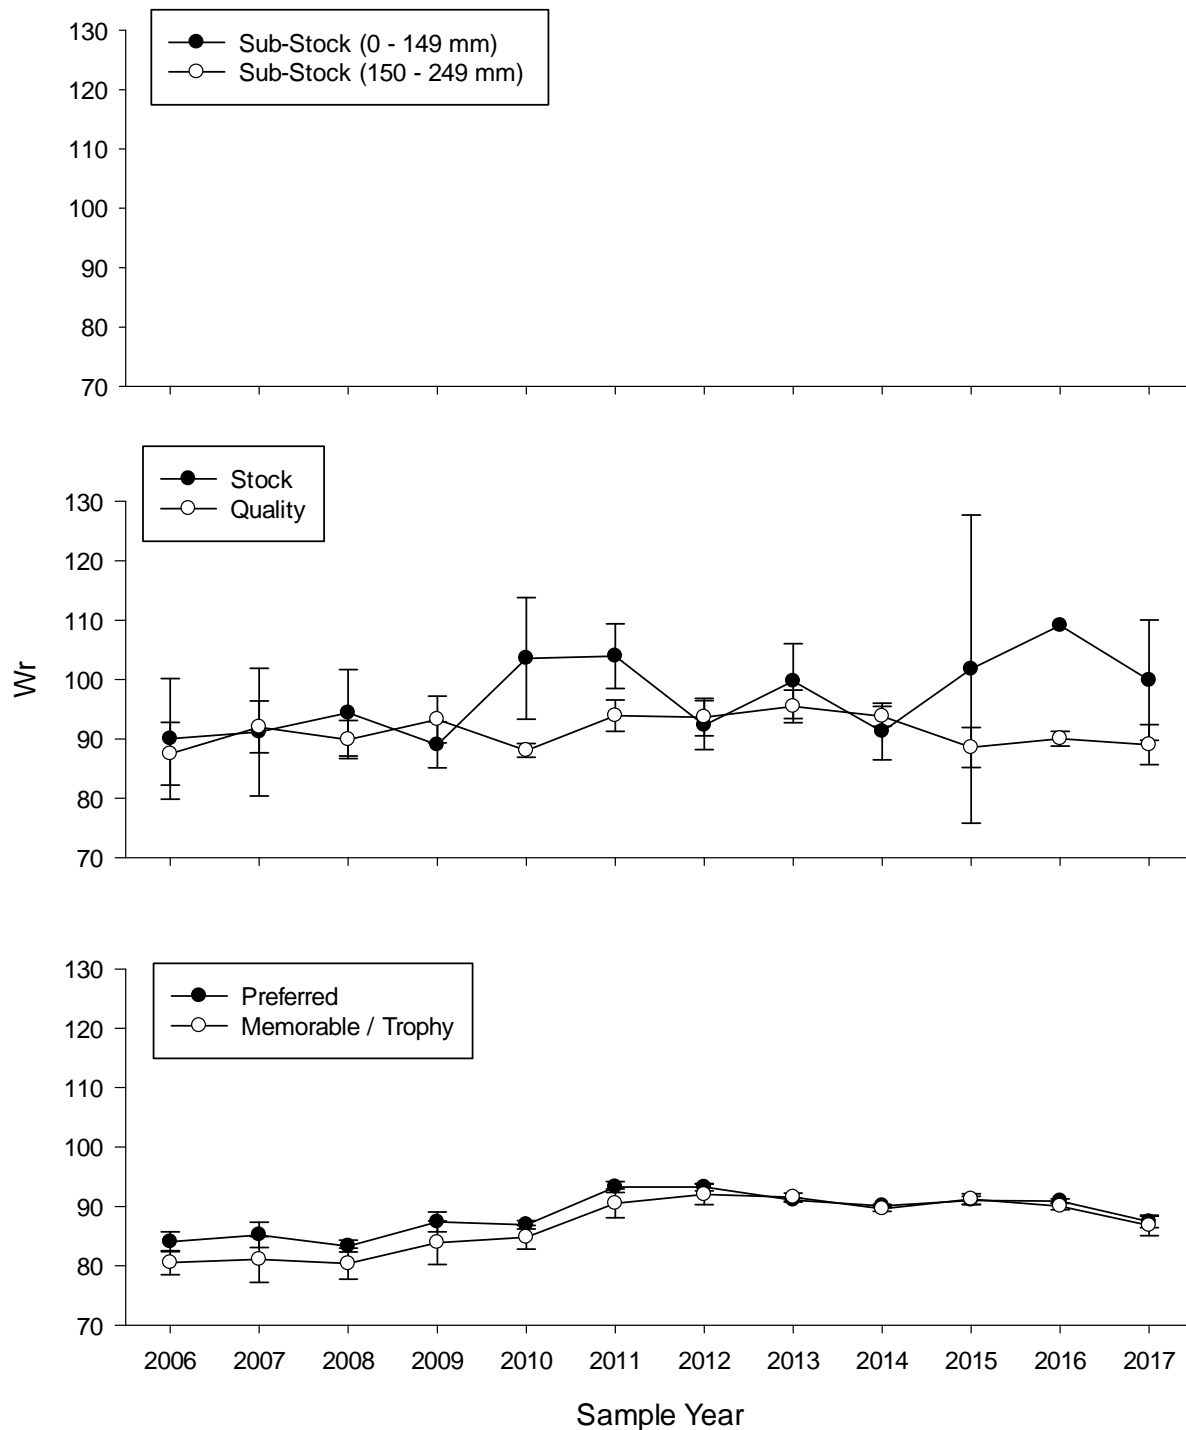 130
120
110
100
90
80
70
Sub-Stock (0 - 149 mm)
Sub-Stock (150 - 249 mm)
Wr
130
120
110
100
90
80
70
Stock
Quality
130
120
110
100
90
80
70
Preferred
Memorable / Trophy
2006 2007 2008 2009 2010 2011 2012 2013 2014 2015 2016 2017
Sample Year